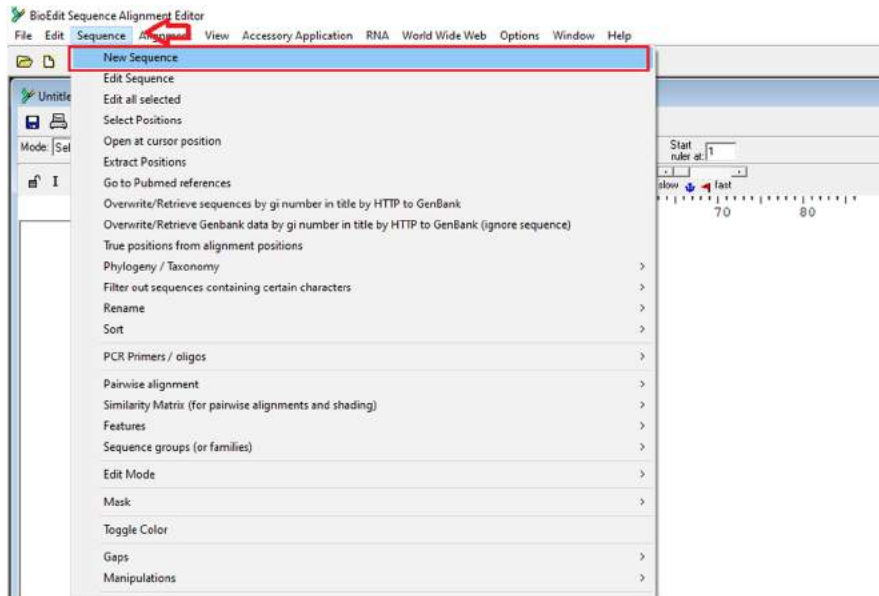 BioEdit Sequence Alignment Editor
File Edit Sequence Alignment View Accessory Application RNA World Wide Web Options Window Help
New Sequence
Edit Sequence
Untitle
Edit all selected
Select Positions
Mode: Sel
Open at cursor position
Start
ruler at: 1
Extract Positions
I
Go to Pubmed references
slow fast
Overwrite/Retrieve sequences by gi number in title by HTTP to GenBank
70 80
Overwrite/Retrieve Genbank data by gi number in title by HTTP to GenBank (ignore sequence)
True positions from alignment positions
Phylogeny / Taxonomy
Filter out sequences containing certain characters
Rename
Sort
PCR Primers / oligos
Pairwise alignment
Similarity Matrix (for pairwise alignments and shading)
Features
Sequence groups (or families)
Edit Mode
Mask
Toggle Color
Gaps
Manipulations